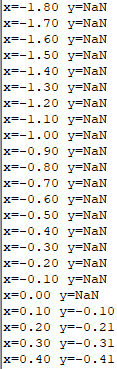 x=-1.80 y=NaN
x=-1.70 y=NaN
x=-1.60 y=NaN
x=-1.50 y=NaN
x=-1.40 y=NaN
x=-1.30 y=NaN
x=-1.20 y=NaN
x=-1.10 y=NaN
x=-1.00 y=NaN
x=-0.90 y=NaN
x=-0.80 y=NaN
x=-0.70 y=NaN
x=-0.60 y=NaN
x=-0.50 y=NaN
x=-0.40 y=NaN
x=-0.30 y=NaN
x=-0.20 y=NaN
x=-0.10 y=NaN
x=0.00 y=NaN
x=0.10 y=-0.10
x=0.20 y=-0.21
x=0.30 y=-0.31
x=0.40 y=-0.41